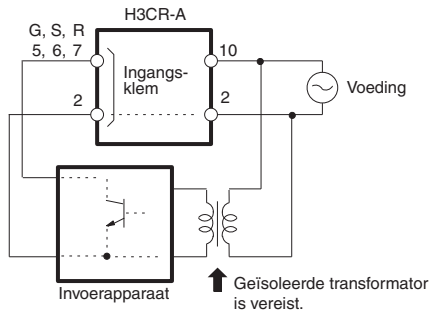 H3CR-A
G, S, R
5, 6, 7
10
Ingangs-
klem
2
2
Voeding
Invoerapparaat
Geïsoleerde transformator
is vereist.